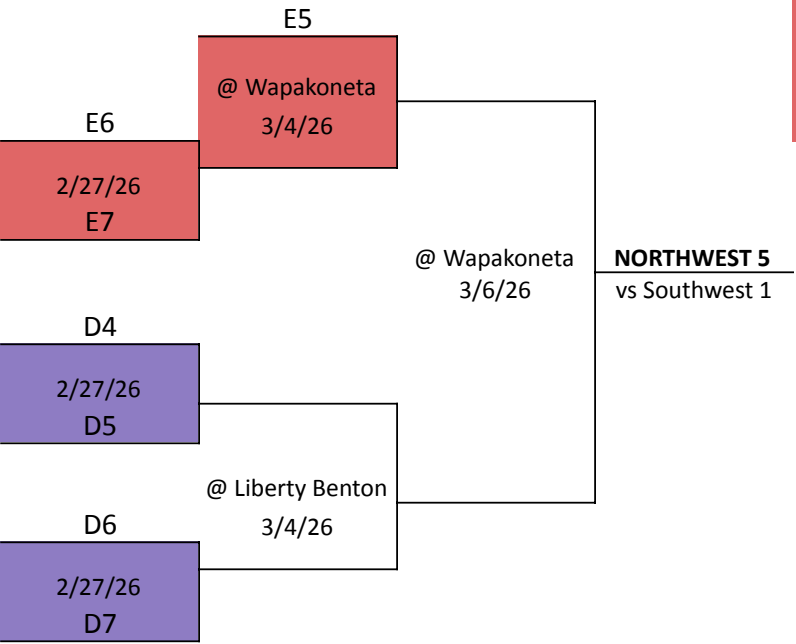 E5
@ Wapakoneta
3/4/26
E6
2/27/26
E7
@ Wapakoneta
3/6/26
NORTHWEST 5
vs Southwest 1
D4
2/27/26
D5
@ Liberty Benton
3/4/26
D6
2/27/26
D7